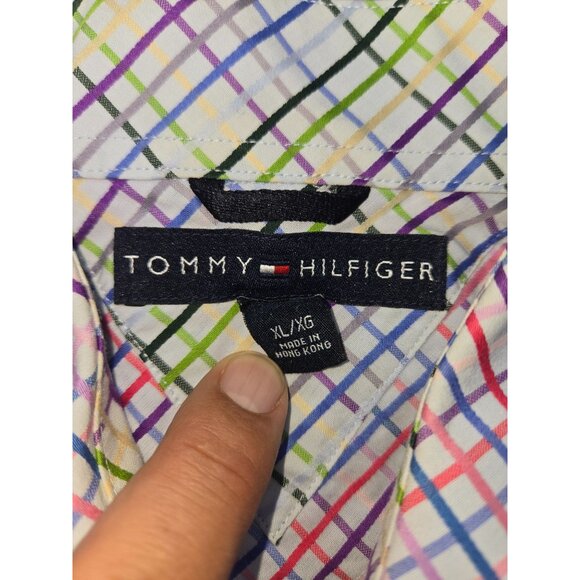 TOMMY HILFIGER
XL/XG
MADE IN
HONG KONG